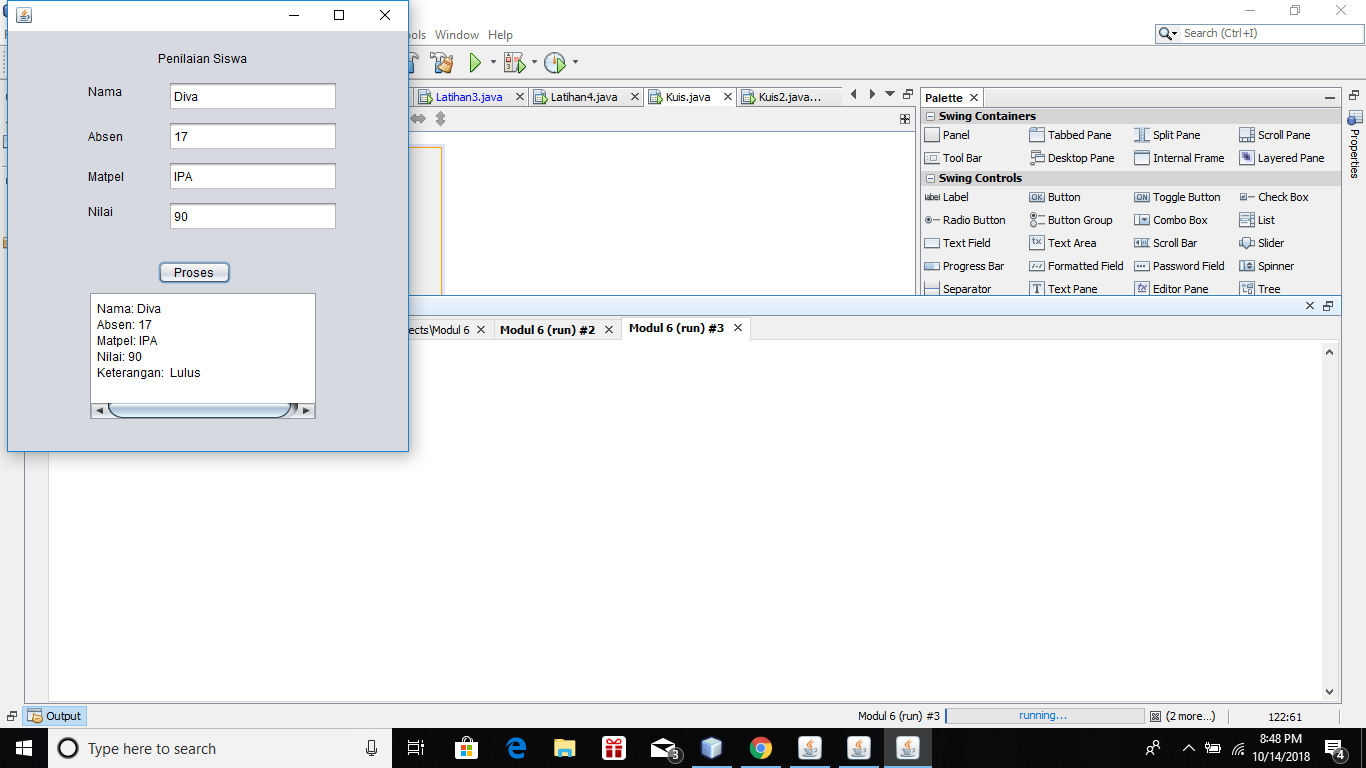 Penilaian Siswa
Nama
Diva
Absen
17
Matpel
IPA
Nilai
90
Proses
Nama: Diva
Absen: 17
Matpel: IPA
Nilai: 90
Keterangan: Lulus
Window Help
Search (Ctrl+I)
Latihan3.java
Latihan4.java
Kuis.java
Kuis2.java...
Palette
Swing Containers
Panel Tabbed Pane Split Pane Scroll Pane
Tool Bar Desktop Pane Internal Frame Layered Pane
Swing Controls
label Label OK Button ON Toggle Button Check Box
Radio Button Button Group Combo Box List
Text Field Text Area Scroll Bar Slider
Progress Bar Formatted Field Password Field Spinner
Separator Text Pane Editor Pane Tree
Properties
ects\Modul 6
Modul 6 (run) #2
Modul 6 (run) #3
Output
Modul 6 (run) #3
running...
(2 more...)
122:61
Type here to search
3
8:48 PM
10/14/2018
4